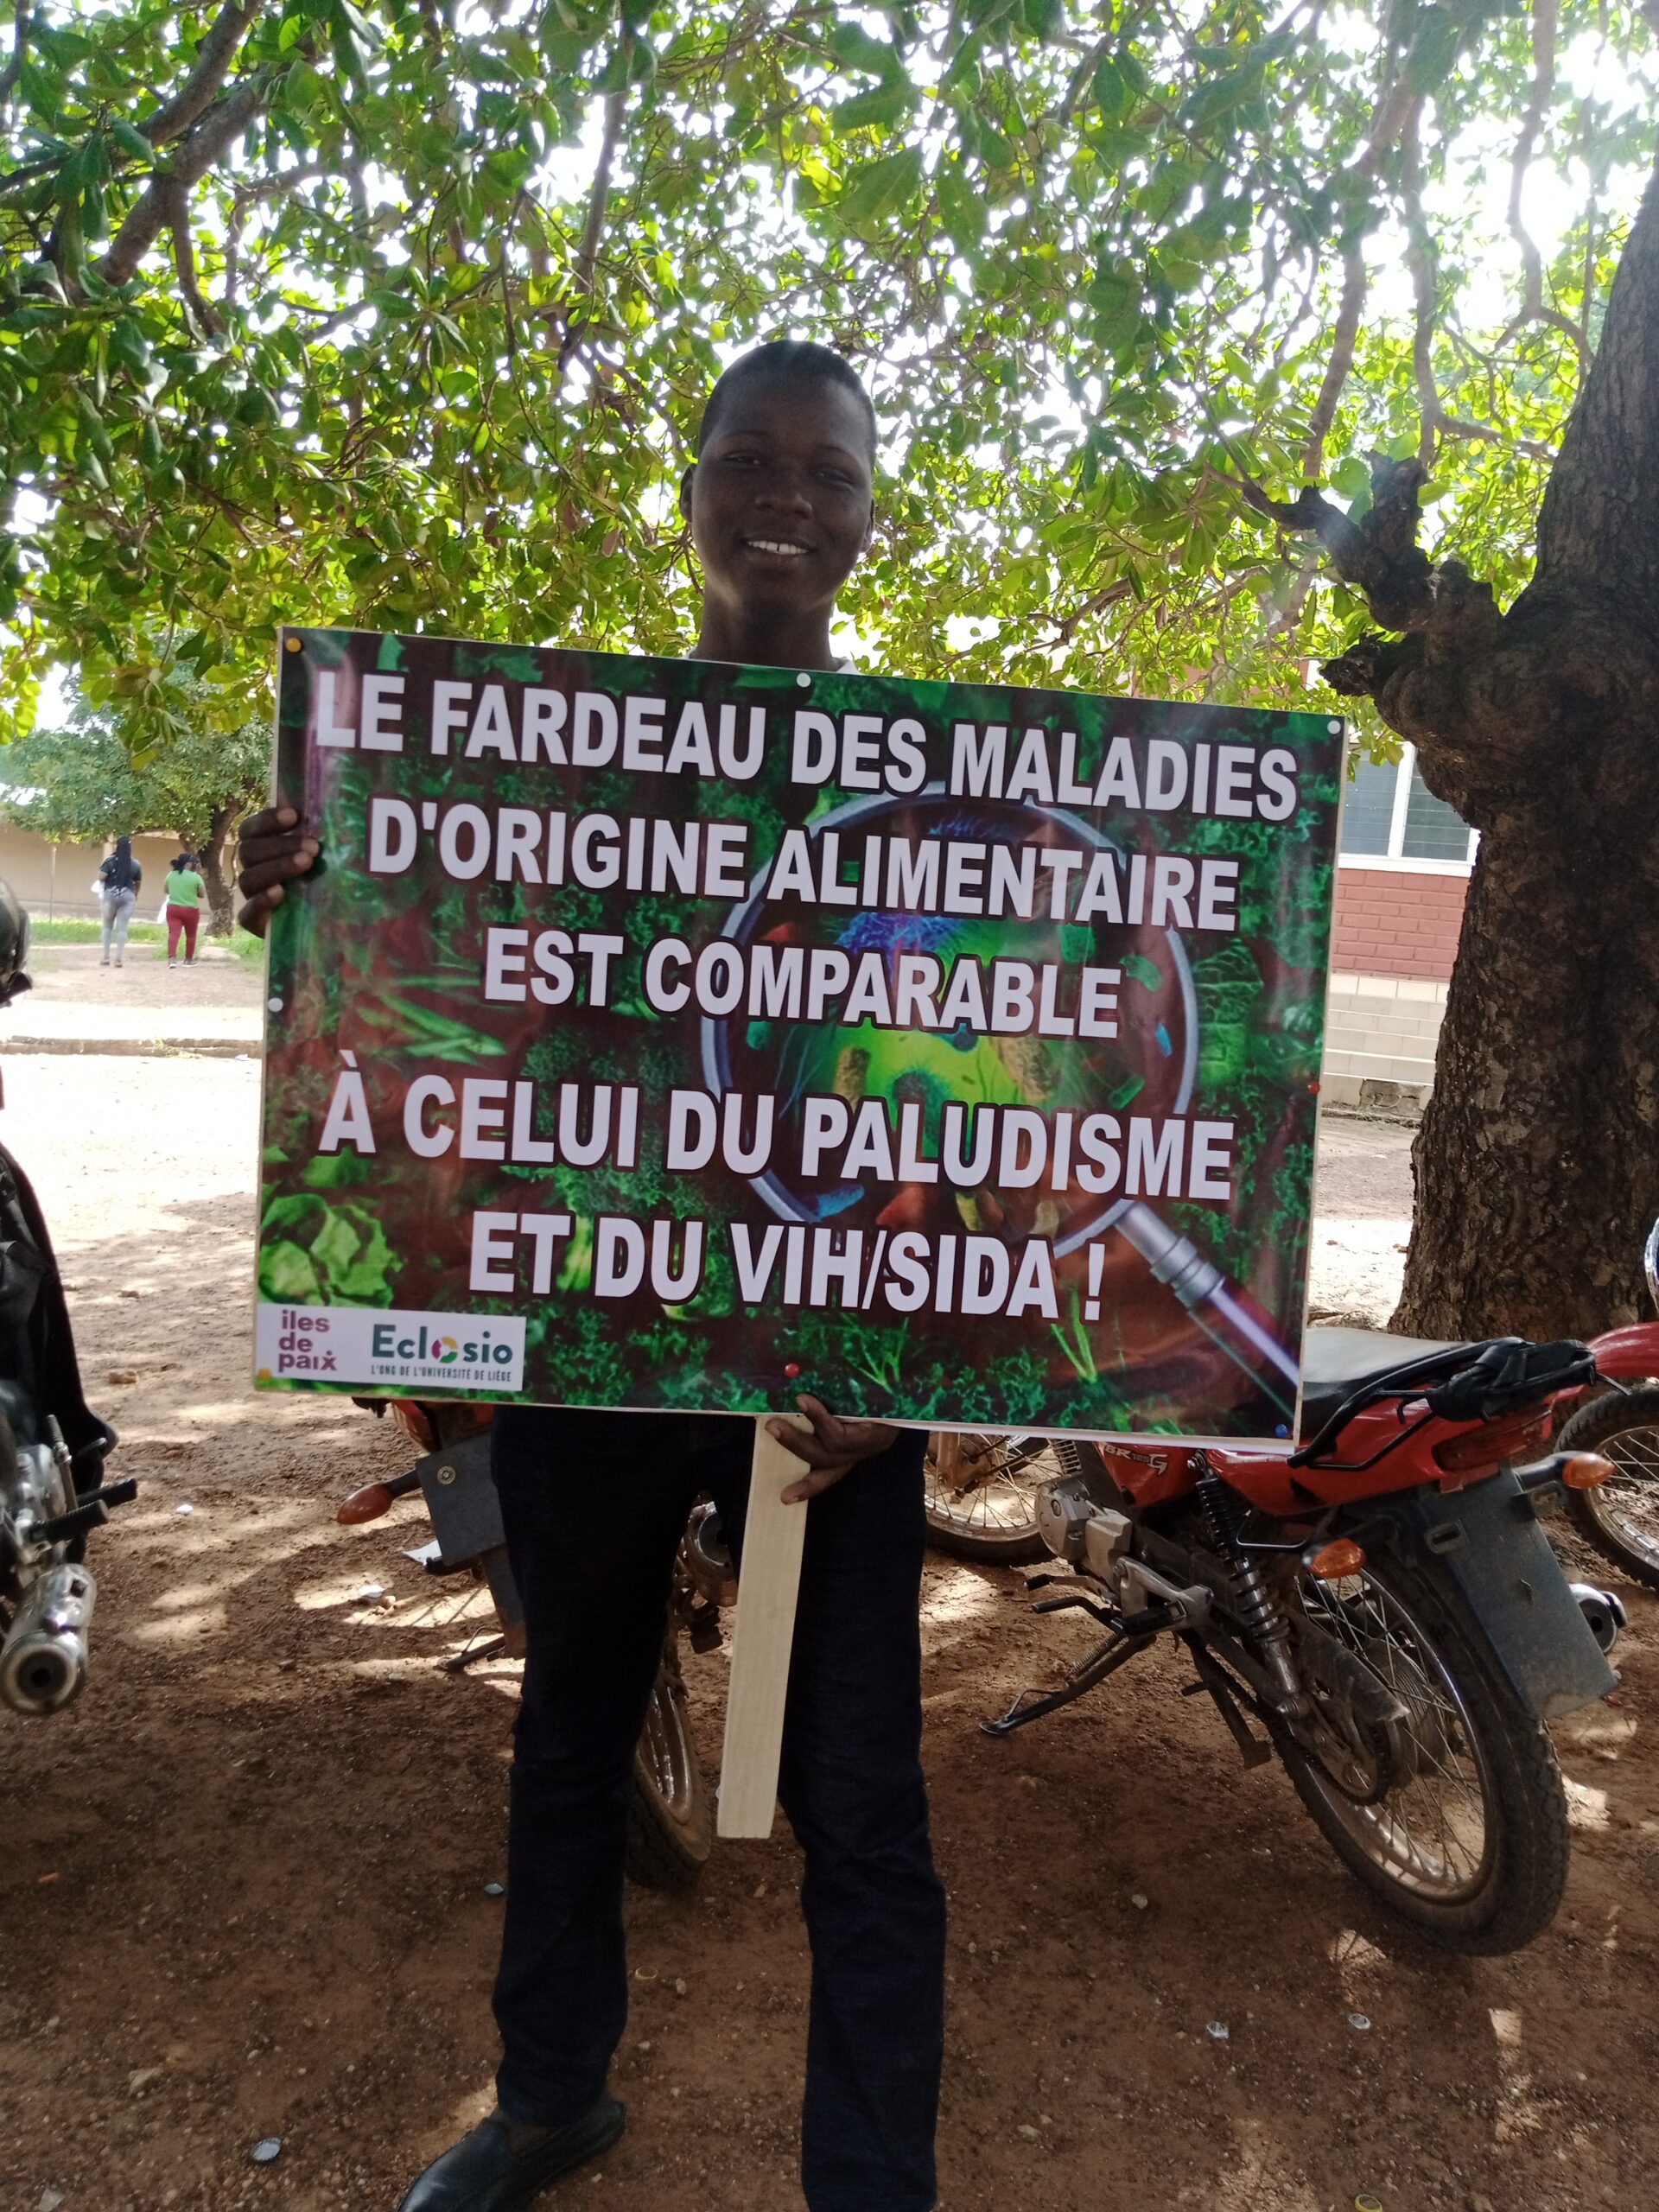 LE FARDEAU DES MALADIES
D'ORIGINE ALIMENTAIRE
EST COMPARABLE
À CELUI DU PALUDISME
ET DU VIH/SIDA !
iles
de
paix
Eclosio
L'ONG DE L'UNIVERSITÉ DE LIÈGE